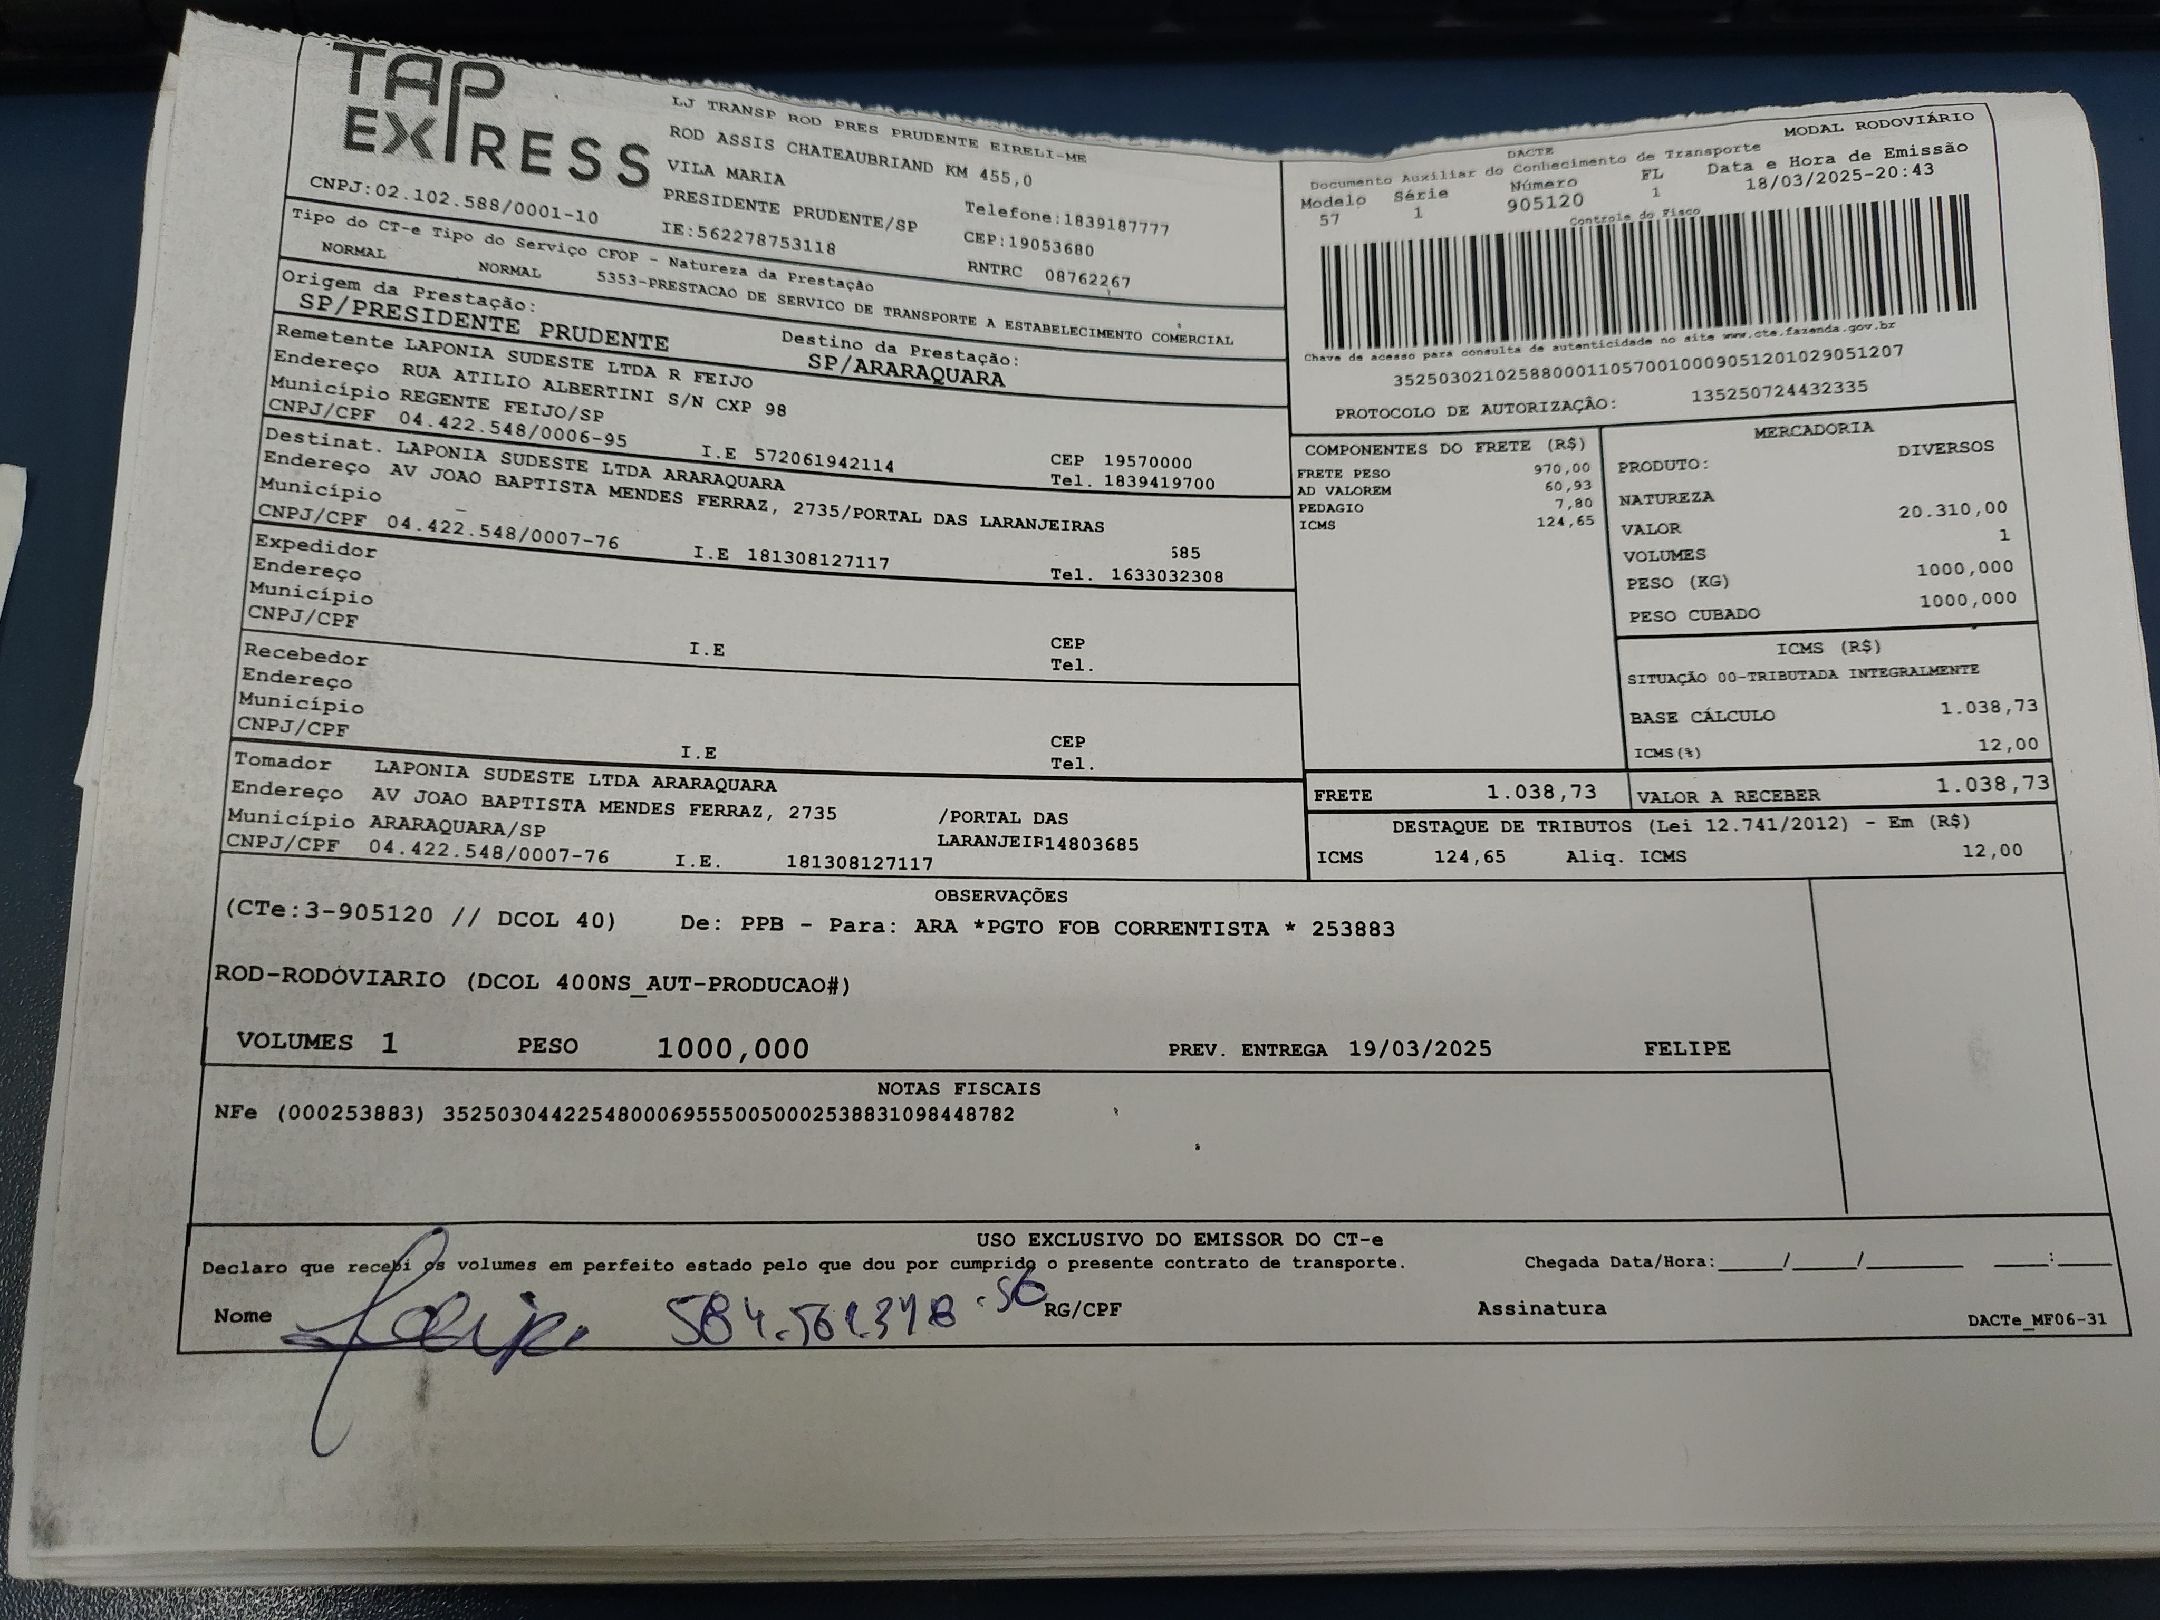 TAP EXPRESS
CNPJ:02.102.588/0001-10
LJ TRANSP ROD PRES PRUDENTE EIRELI-ME
ROD ASSIS CHATEAUBRIAND KM 455,0
VILA MARIA
PRESIDENTE PRUDENTE/SP Telefone:1839187777
IE:562278753118 CEP:19053680
RNTRC 08762267
Tipo do CT-e Tipo do Serviço CFOP - Natureza da Prestação
NORMAL NORMAL 5353-PRESTACAO DE SERVICO DE TRANSPORTE A ESTABELECIMENTO COMERCIAL
Origem da Prestação: Destino da Prestação:
SP/PRESIDENTE PRUDENTE SP/ARARAQUARA
MODAL RODOVIÁRIO
DACTE
Documento Auxiliar do Conhecimento de Transporte
Modelo Série Número FL Data e Hora de Emissão
57 1 905120 1 18/03/2025-20:43
Controle do Fisco
Chave de acesso para consulta de autenticidade no site www.cte.fazenda.gov.br
35250302102588000110570010009051201029051207
PROTOCOLO DE AUTORIZAÇÃO: 135250724432335
Remetente LAPONIA SUDESTE LTDA R FEIJO
Endereço RUA ATILIO ALBERTINI S/N CXP 98
Município REGENTE FEIJO/SP CEP 19570000
CNPJ/CPF 04.422.548/0006-95 I.E 572061942114 Tel. 1839419700
Destinat. LAPONIA SUDESTE LTDA ARARAQUARA
Endereço AV JOAO BAPTISTA MENDES FERRAZ, 2735/PORTAL DAS LARANJEIRAS
Município 585
CNPJ/CPF 04.422.548/0007-76 I.E 181308127117 Tel. 1633032308
Expedidor
Endereço
Município CEP
CNPJ/CPF I.E Tel.
Recebedor
Endereço
Município CEP
CNPJ/CPF I.E Tel.
Tomador LAPONIA SUDESTE LTDA ARARAQUARA
Endereço AV JOAO BAPTISTA MENDES FERRAZ, 2735 /PORTAL DAS
Município ARARAQUARA/SP LARANJEIR14803685
CNPJ/CPF 04.422.548/0007-76 I.E. 181308127117
COMPONENTES DO FRETE (R$)
FRETE PESO 970,00
AD VALOREM 60,93
PEDAGIO 7,80
ICMS 124,65
MERCADORIA
PRODUTO: DIVERSOS
NATUREZA
VALOR 20.310,00
VOLUMES 1
PESO (KG) 1000,000
PESO CUBADO 1000,000
ICMS (R$)
SITUAÇÃO 00-TRIBUTADA INTEGRALMENTE
BASE CÁLCULO 1.038,73
ICMS(%) 12,00
FRETE 1.038,73 VALOR A RECEBER 1.038,73
DESTAQUE DE TRIBUTOS (Lei 12.741/2012) - Em (R$)
ICMS 124,65 Aliq. ICMS 12,00
OBSERVAÇÕES
(CTe:3-905120 // DCOL 40) De: PPB - Para: ARA *PGTO FOB CORRENTISTA * 253883
ROD-RODOVIARIO (DCOL 400NS_AUT-PRODUCAO#)
VOLUMES 1 PESO 1000,000 PREV. ENTREGA 19/03/2025 FELIPE
NOTAS FISCAIS
NFe (000253883) 35250304422548000695550050002538831098448782
USO EXCLUSIVO DO EMISSOR DO CT-e
Declaro que recebi os volumes em perfeito estado pelo que dou por cumprido o presente contrato de transporte. Chegada Data/Hora:_____/_____/_______ ____:____
Nome Felipe 584.561.378-56 RG/CPF Assinatura
DACTe_MF06-31